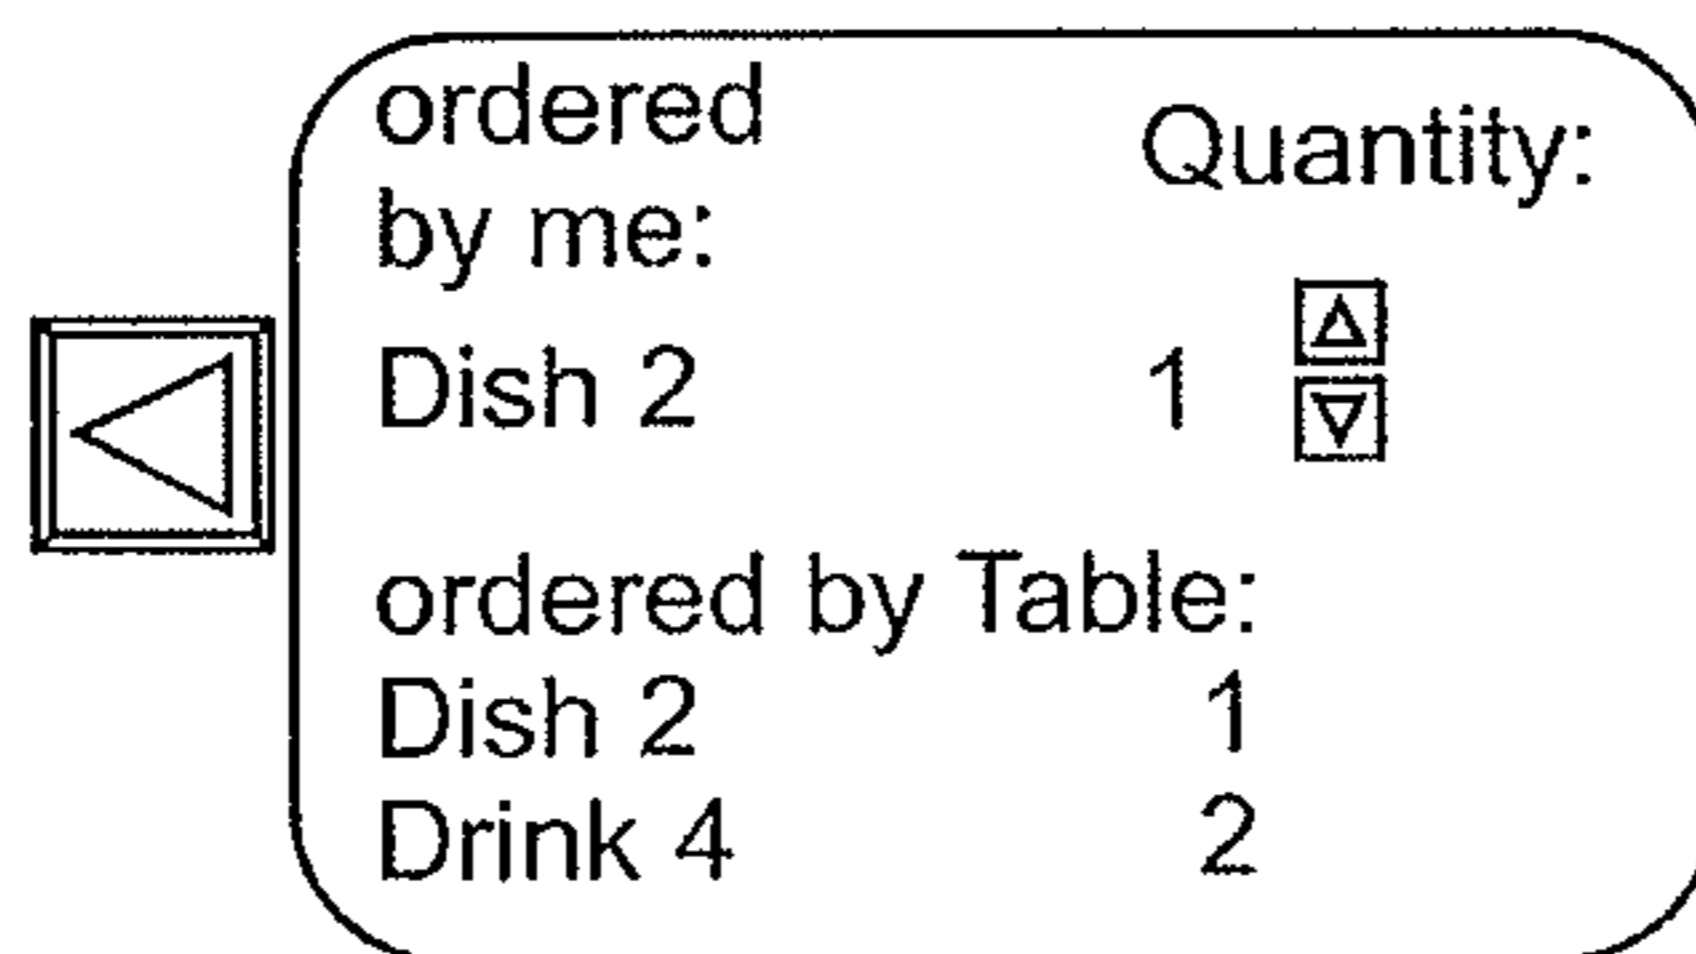 ordered
by me:
Quantity:
Dish 2 1
ordered by Table:
Dish 2 1
Drink 4 2